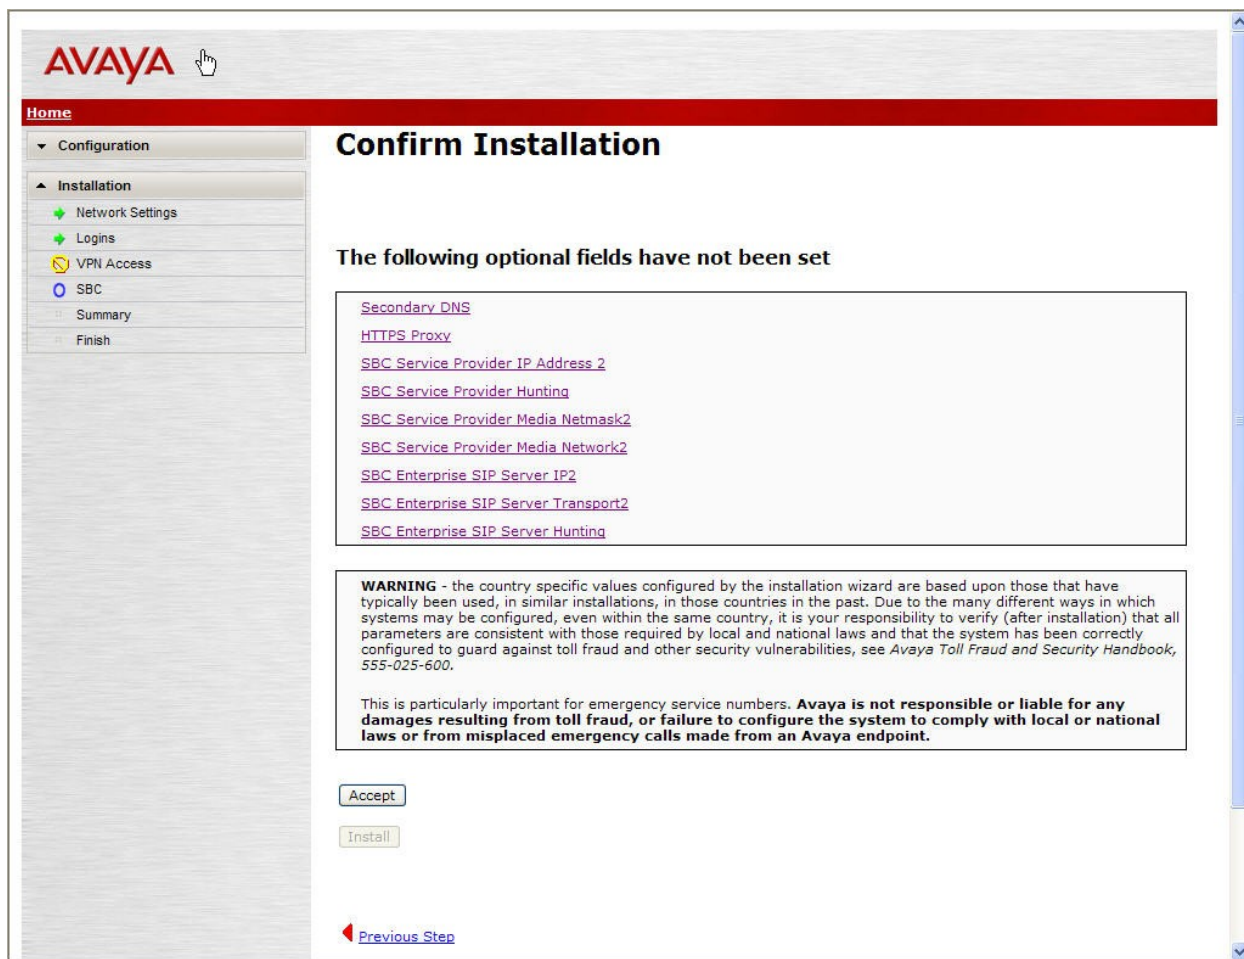 AVAYA
Home
Configuration
Installation
Network Settings
Logins
VPN Access
SBC
Summary
Finish
Confirm Installation
The following optional fields have not been set
Secondary DNS
HTTPS Proxy
SBC Service Provider IP Address 2
SBC Service Provider Hunting
SBC Service Provider Media Netmask2
SBC Service Provider Media Network2
SBC Enterprise SIP Server IP2
SBC Enterprise SIP Server Transport2
SBC Enterprise SIP Server Hunting
WARNING - the country specific values configured by the installation wizard are based upon those that have
typically been used, in similar installations, in those countries in the past. Due to the many different ways in which
systems may be configured, even within the same country, it is your responsibility to verify (after installation) that all
parameters are consistent with those required by local and national laws and that the system has been correctly
configured to guard against toll fraud and other security vulnerabilities, see Avaya Toll Fraud and Security Handbook,
555-025-600.
This is particularly important for emergency service numbers. Avaya is not responsible or liable for any
damages resulting from toll fraud, or failure to configure the system to comply with local or national
laws or from misplaced emergency calls made from an Avaya endpoint.
Accept
Install
Previous Step